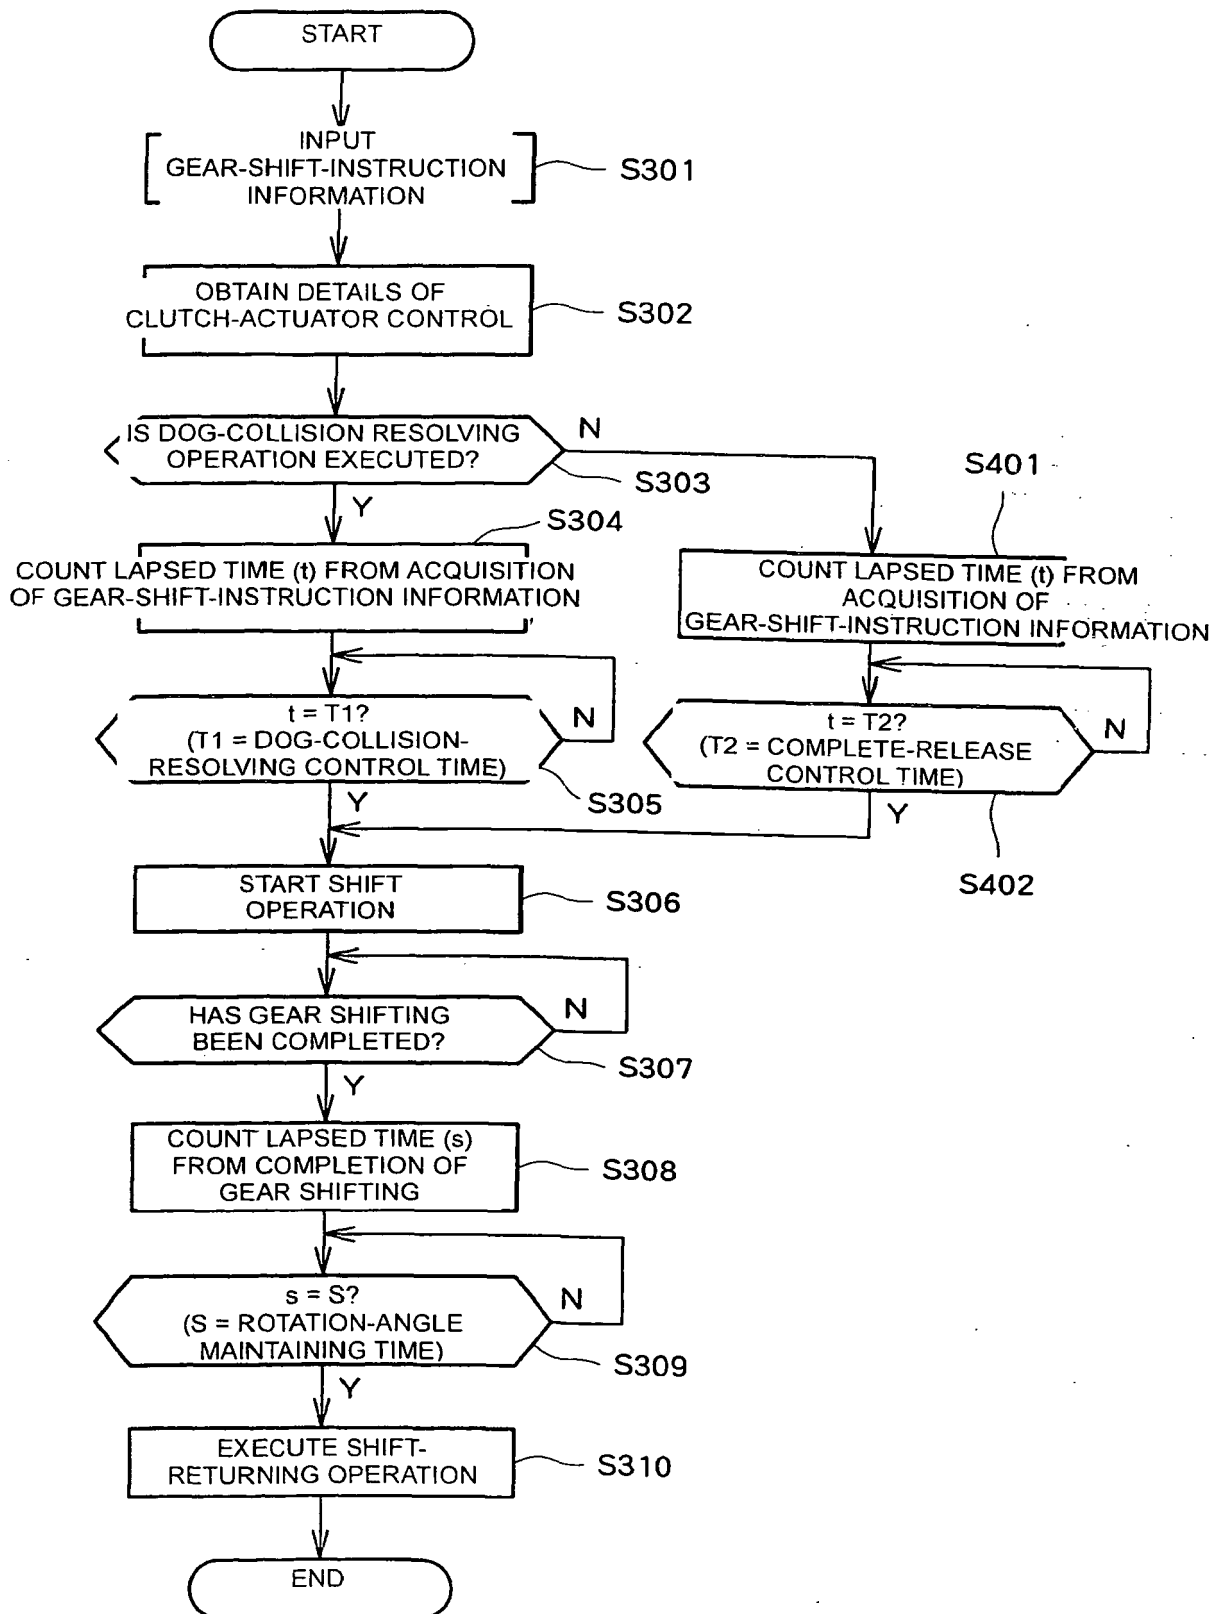 START
INPUT
GEAR-SHIFT-INSTRUCTION
INFORMATION
S301
OBTAIN DETAILS OF
CLUTCH-ACTUATOR CONTROL
S302
IS DOG-COLLISION RESOLVING
OPERATION EXECUTED?
N
S303
Y
S304
COUNT LAPSED TIME (t) FROM ACQUISITION
OF GEAR-SHIFT-INSTRUCTION INFORMATION
S401
COUNT LAPSED TIME (t) FROM
ACQUISITION OF
GEAR-SHIFT-INSTRUCTION INFORMATION
t = T1?
(T1 = DOG-COLLISION-
RESOLVING CONTROL TIME)
N
S305
Y
t = T2?
(T2 = COMPLETE-RELEASE
CONTROL TIME)
N
Y
S402
START SHIFT
OPERATION
S306
HAS GEAR SHIFTING
BEEN COMPLETED?
N
S307
Y
COUNT LAPSED TIME (s)
FROM COMPLETION OF
GEAR SHIFTING
S308
s = S?
(S = ROTATION-ANGLE
MAINTAINING TIME)
N
S309
Y
EXECUTE SHIFT-
RETURNING OPERATION
S310
END